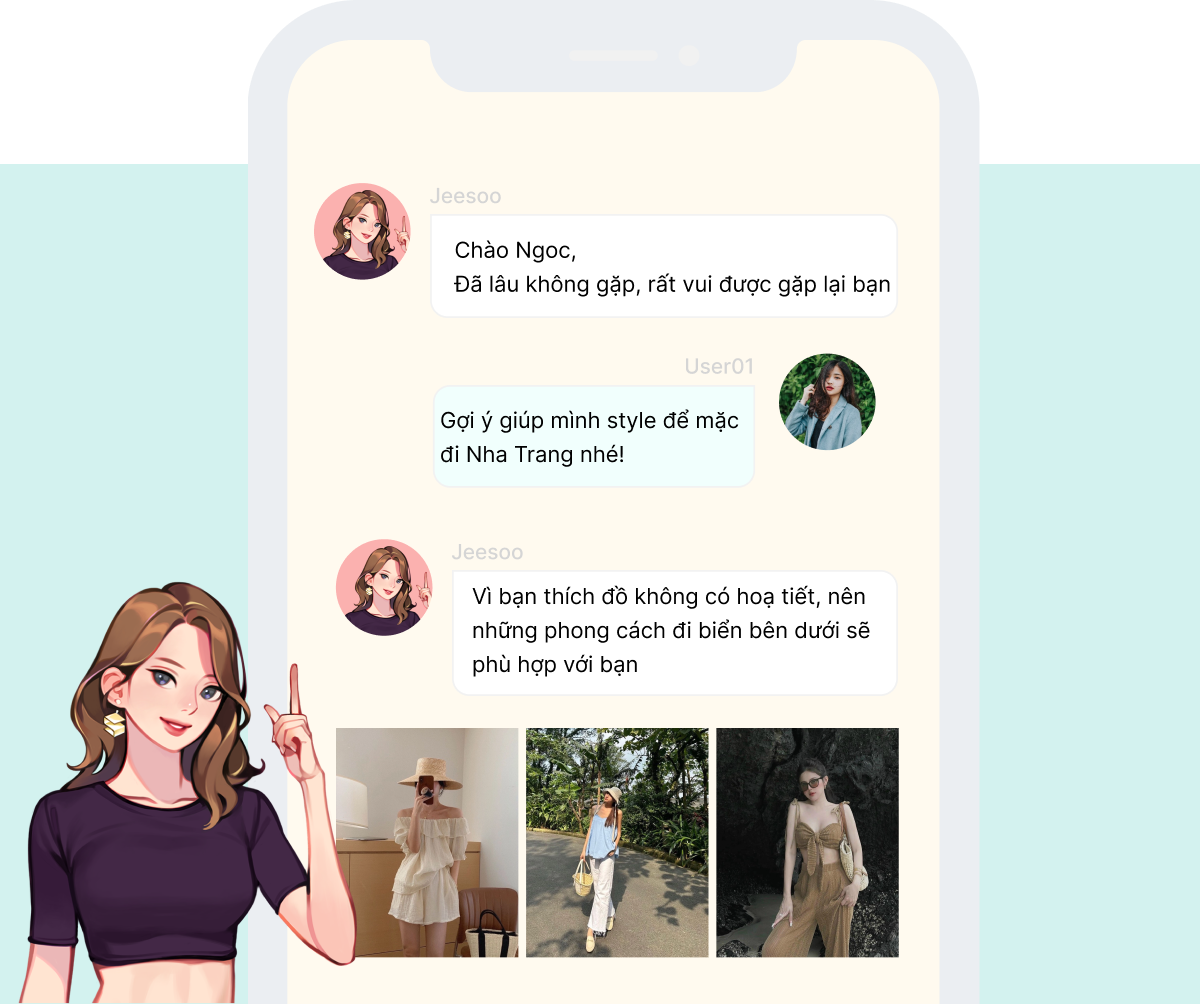 Jeesoo
Chào Ngoc,
Đã lâu không gặp, rất vui được gặp lại bạn
User01
Gợi ý giúp mình style để mặc
đi Nha Trang nhé!
Jeesoo
Vì bạn thích đồ không có hoạ tiết, nên
những phong cách đi biển bên dưới sẽ
phù hợp với bạn